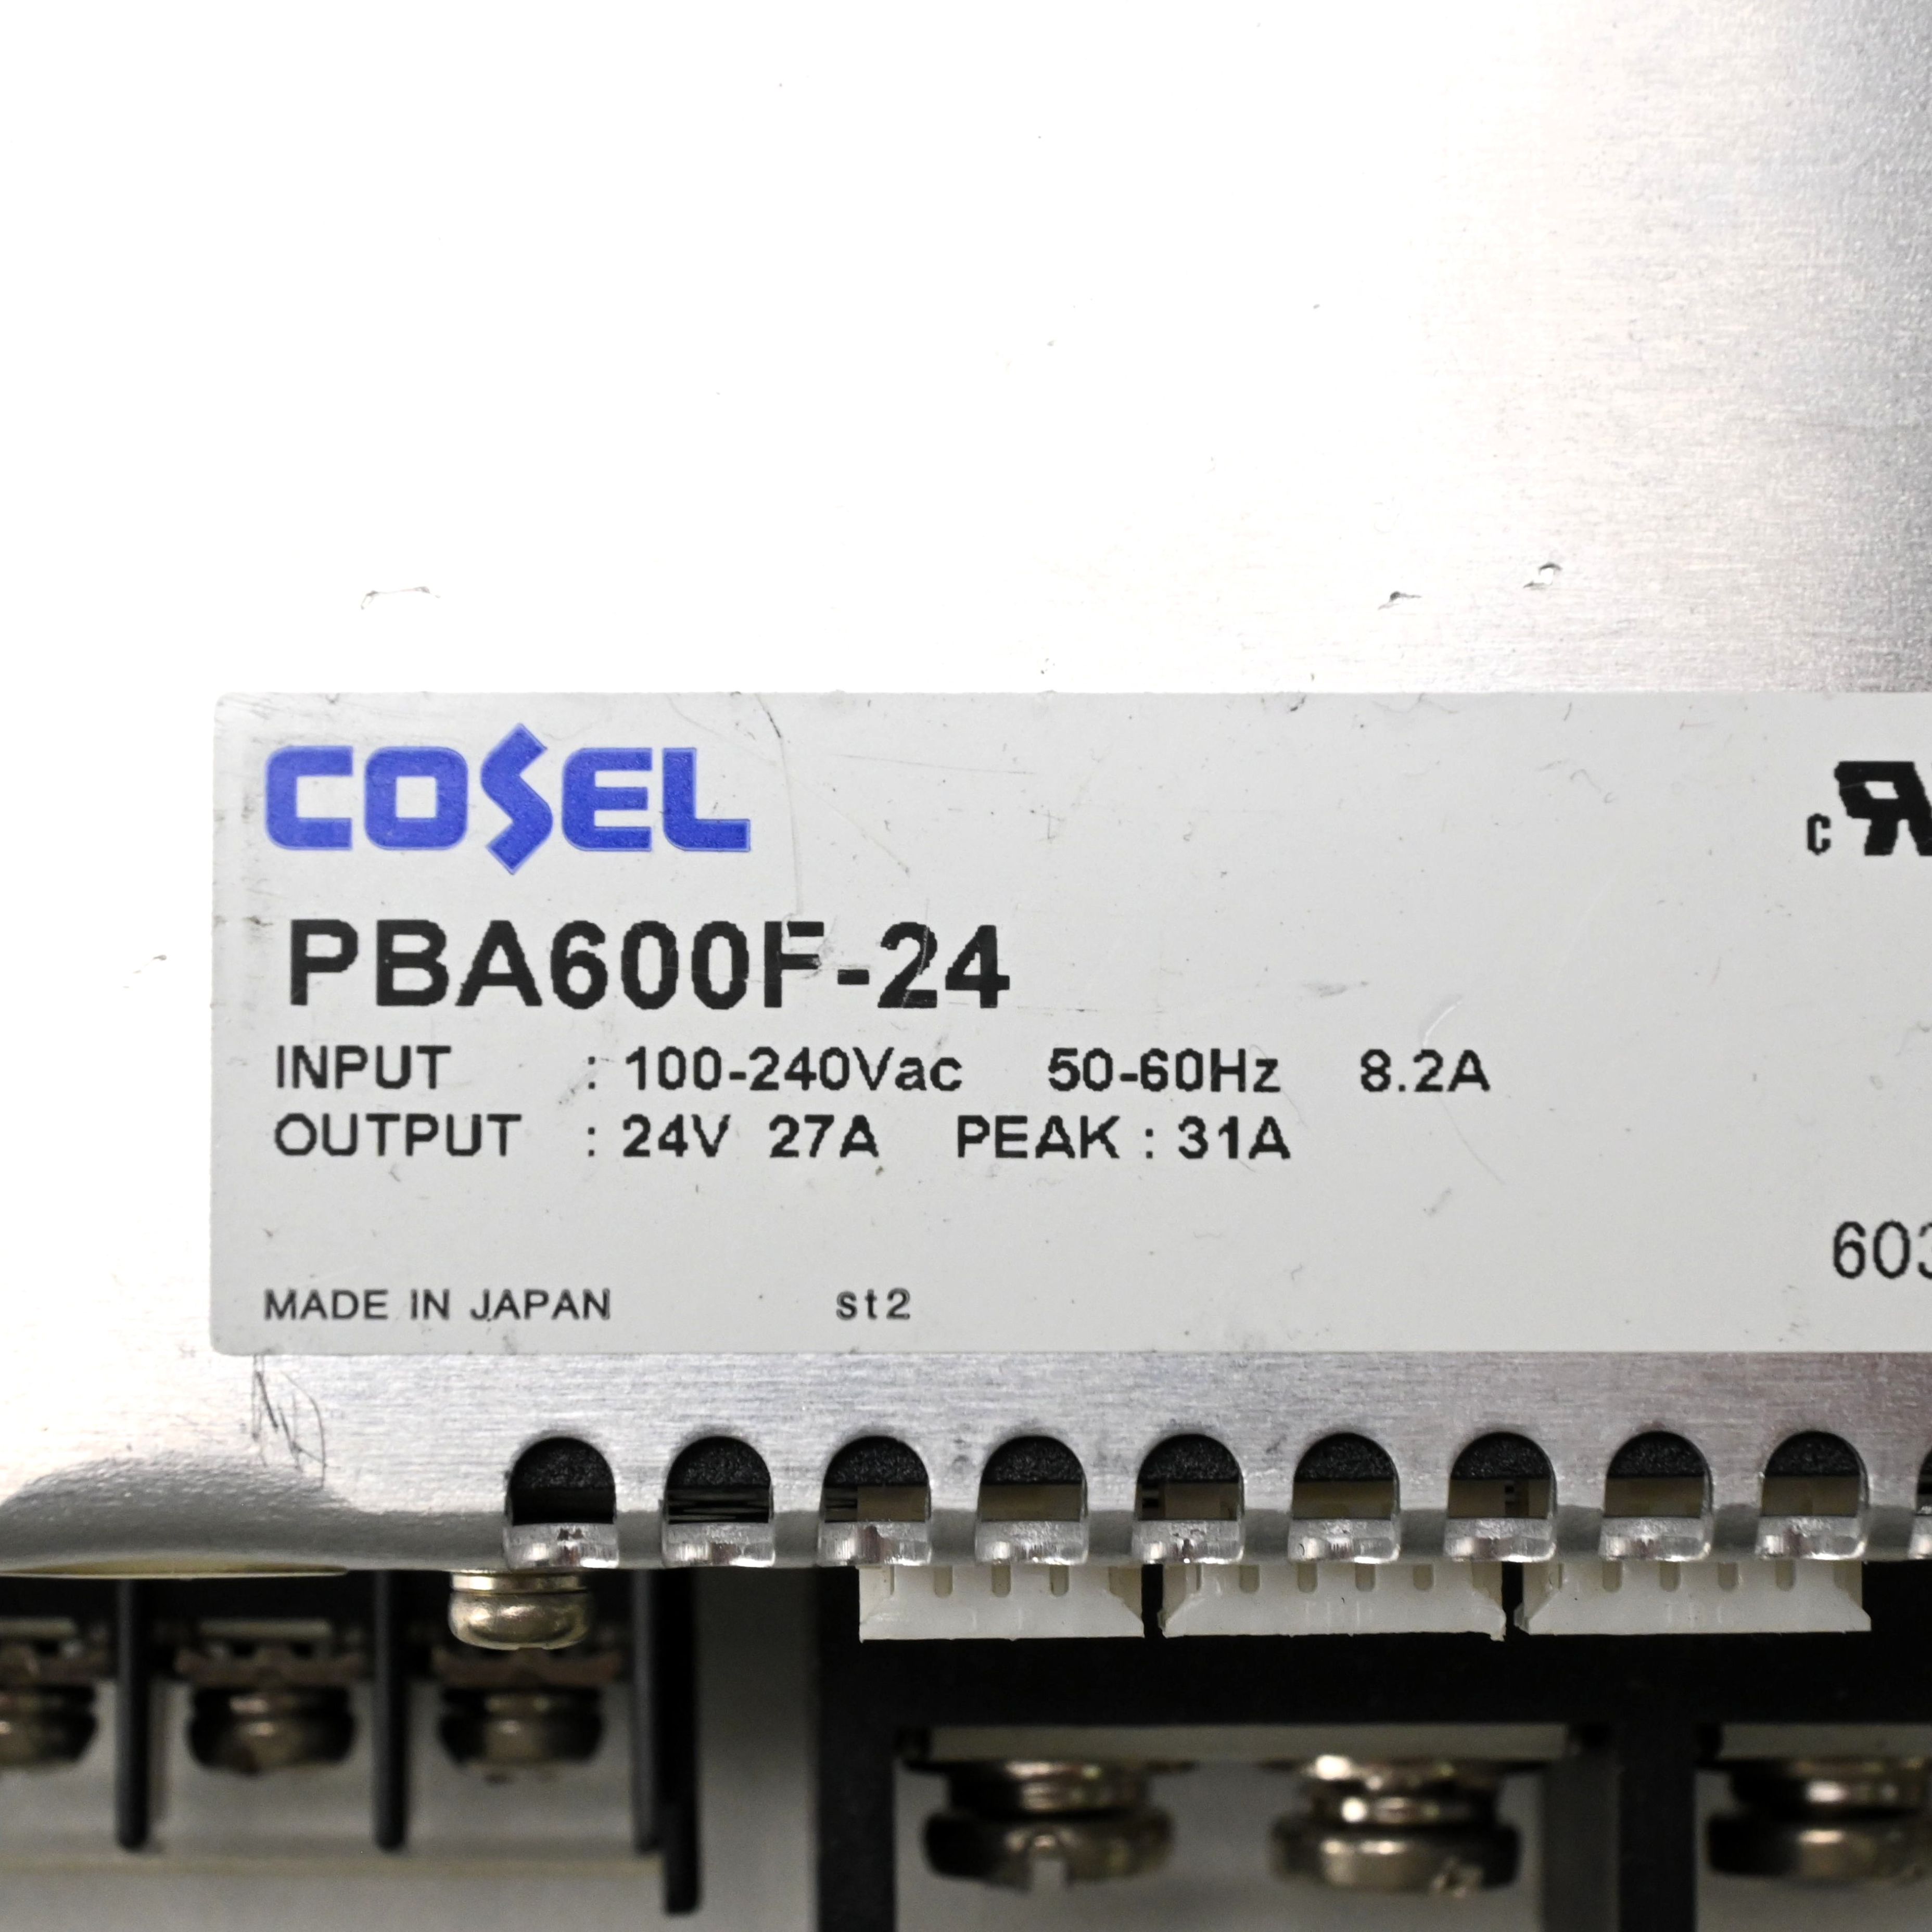 COSEL
PBA600F-24
INPUT : 100-240Vac 50-60Hz 8.2A
OUTPUT : 24V 27A PEAK : 31A
MADE IN JAPAN st2
c